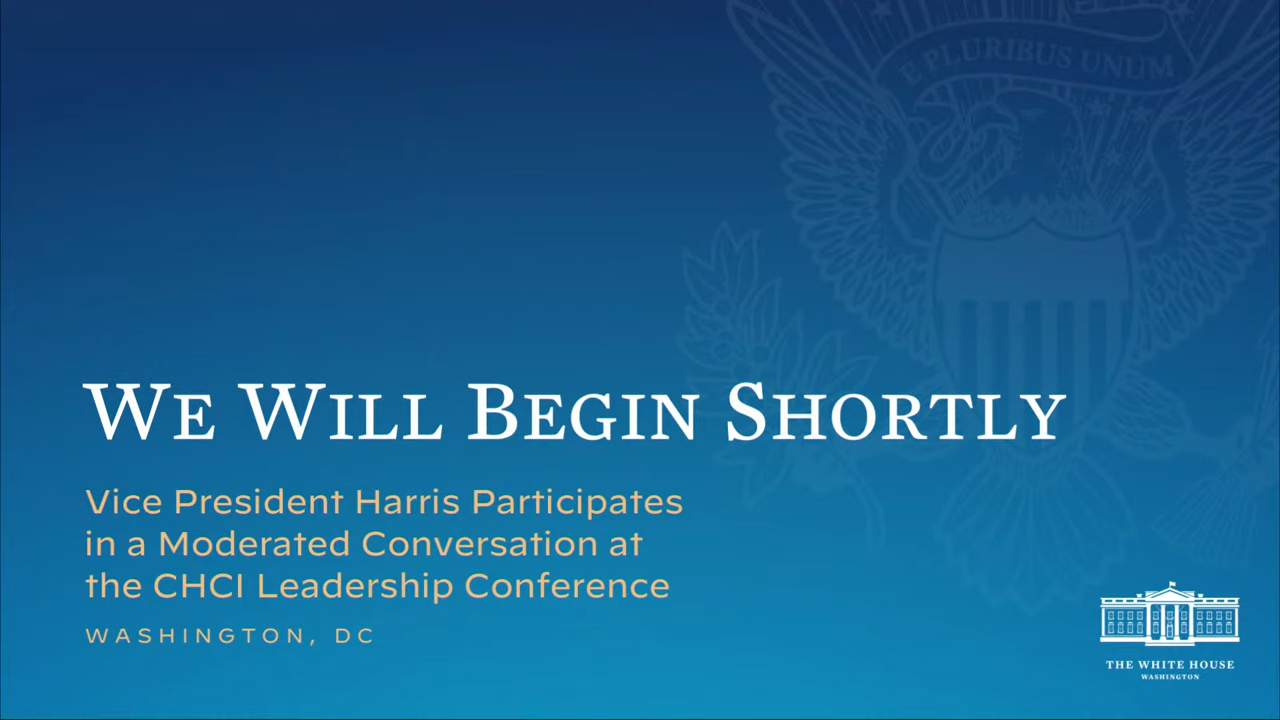 E PLURIBUS UNUM
WE WILL BEGIN SHORTLY
Vice President Harris Participates
in a Moderated Conversation at
the CHCI Leadership Conference
WASHINGTON, DC
THE WHITE HOUSE
WASHINGTON